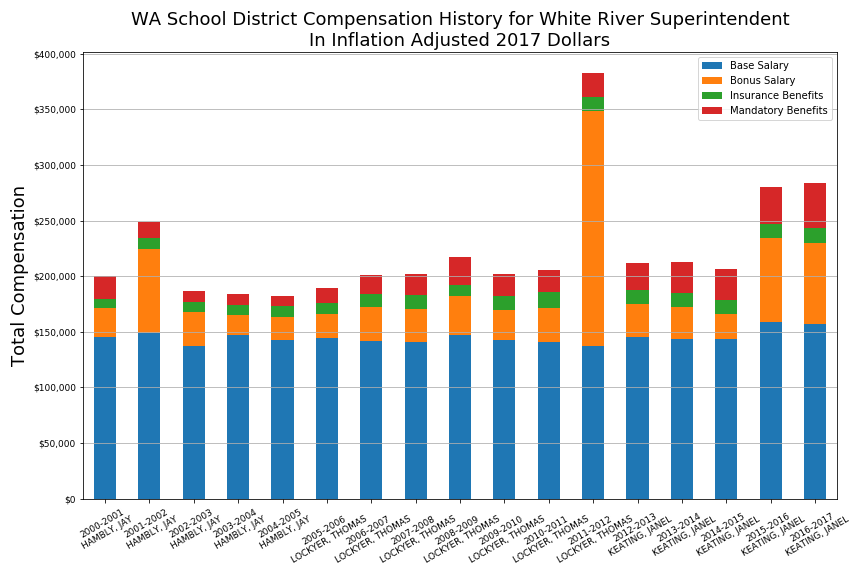 WA School District Compensation History for White River Superintendent
In Inflation Adjusted 2017 Dollars
Base Salary
Bonus Salary
Insurance Benefits
Mandatory Benefits
Total Compensation
$400,000
$350,000
$300,000
$250,000
$200,000
$150,000
$100,000
$50,000
$0
2000-2001
HAMBLY, JAY
2001-2002
HAMBLY, JAY
2002-2003
HAMBLY, JAY
2003-2004
HAMBLY, JAY
2004-2005
HAMBLY, JAY
2005-2006
LOCKYER, THOMAS
2006-2007
LOCKYER, THOMAS
2007-2008
LOCKYER, THOMAS
2008-2009
LOCKYER, THOMAS
2009-2010
LOCKYER, THOMAS
2010-2011
LOCKYER, THOMAS
2011-2012
LOCKYER, THOMAS
2012-2013
KEATING, JANEL
2013-2014
KEATING, JANEL
2014-2015
KEATING, JANEL
2015-2016
KEATING, JANEL
2016-2017
KEATING, JANEL